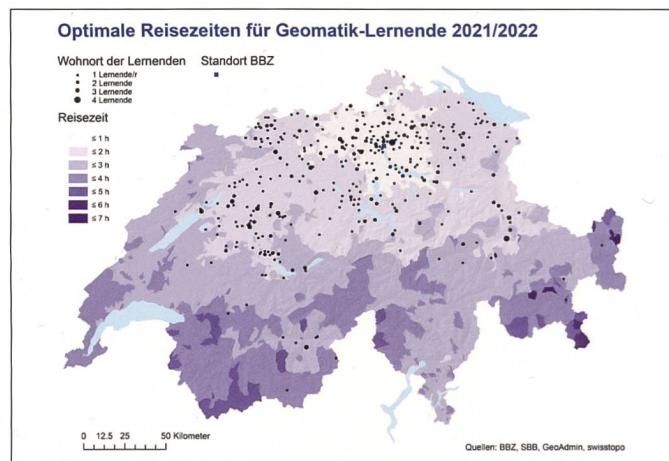 Optimale Reisezeiten für Geomatik-Lernende 2021/2022
Wohnort der Lernenden
1 Lernende/r
2 Lernende
3 Lernende
4 Lernende
Standort BBZ
Reisezeit
≤ 1 h
≤ 2 h
≤ 3 h
≤ 4 h
≤ 5 h
≤ 6 h
≤ 7 h
0 12.5 25 50 Kilometer
Quellen: BBZ, SBB, GeoAdmin, swisstopo